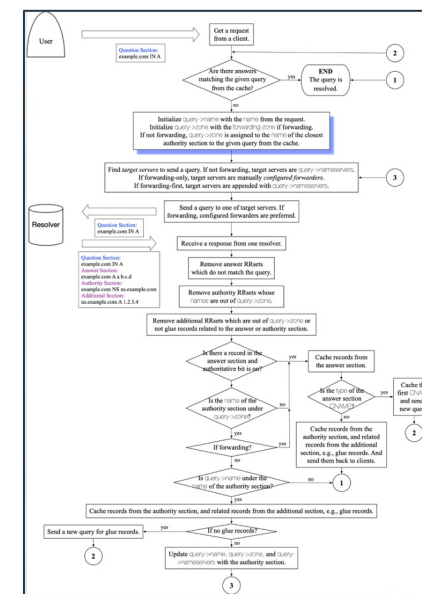 User
Question Section:
example.com IN A
Get a request
from a client.
2
Are there answers
matching the given query
from the cache?
yes
END
The query is
resolved.
1
no
Initialize query->name with the name from the request.
Initialize query->zone with the forwarding-zone if forwarding.
If not forwarding, query->zone is assigned to the name of the closest
authority section to the given query from the cache.
Find target servers to send a query. If not forwarding, target servers are query->nameservers.
If forwarding-only, target servers are manually configured forwarders.
If forwarding-first, target servers are appended with query->nameservers.
3
Send a query to one of target servers. If
forwarding, configured forwarders are preferred.
Resolver
Question Section:
example.com IN A
Receive a response from one resolver.
Question Section:
example.com IN A
Answer Section:
example.com A a.b.c.d
Authority Section:
example.com NS ns.example.com
Additional Section:
ns.example.com A 1.2.3.4
Remove answer RRsets
which do not match the query.
Remove authority RRsets whose
names are out of query->zone.
Remove additional RRsets which are out of query->zone or
not glue records related to the answer or authority section.
Is there a record in the
answer section and
authoritative bit is on?
yes
Cache records from
the answer section.
no
Is the name of the
authority section under
query->zone?
no
Is the type of the
answer section
CNAME?
yes
Cache the
first CNA
and send
new quer
2
yes
no
If forwarding?
yes
Cache records from the
authority section, and related
records from the additional
section, e.g., glue records. And
send them back to clients.
no
Is query->name under the
name of the authority section?
no
1
yes
Cache records from the authority section, and related records from the additional section, e.g., glue records.
If no glue records?
yes
Send a new query for glue records.
2
no
Update query->name, query->zone, and query-
>nameservers with the authority section.
3